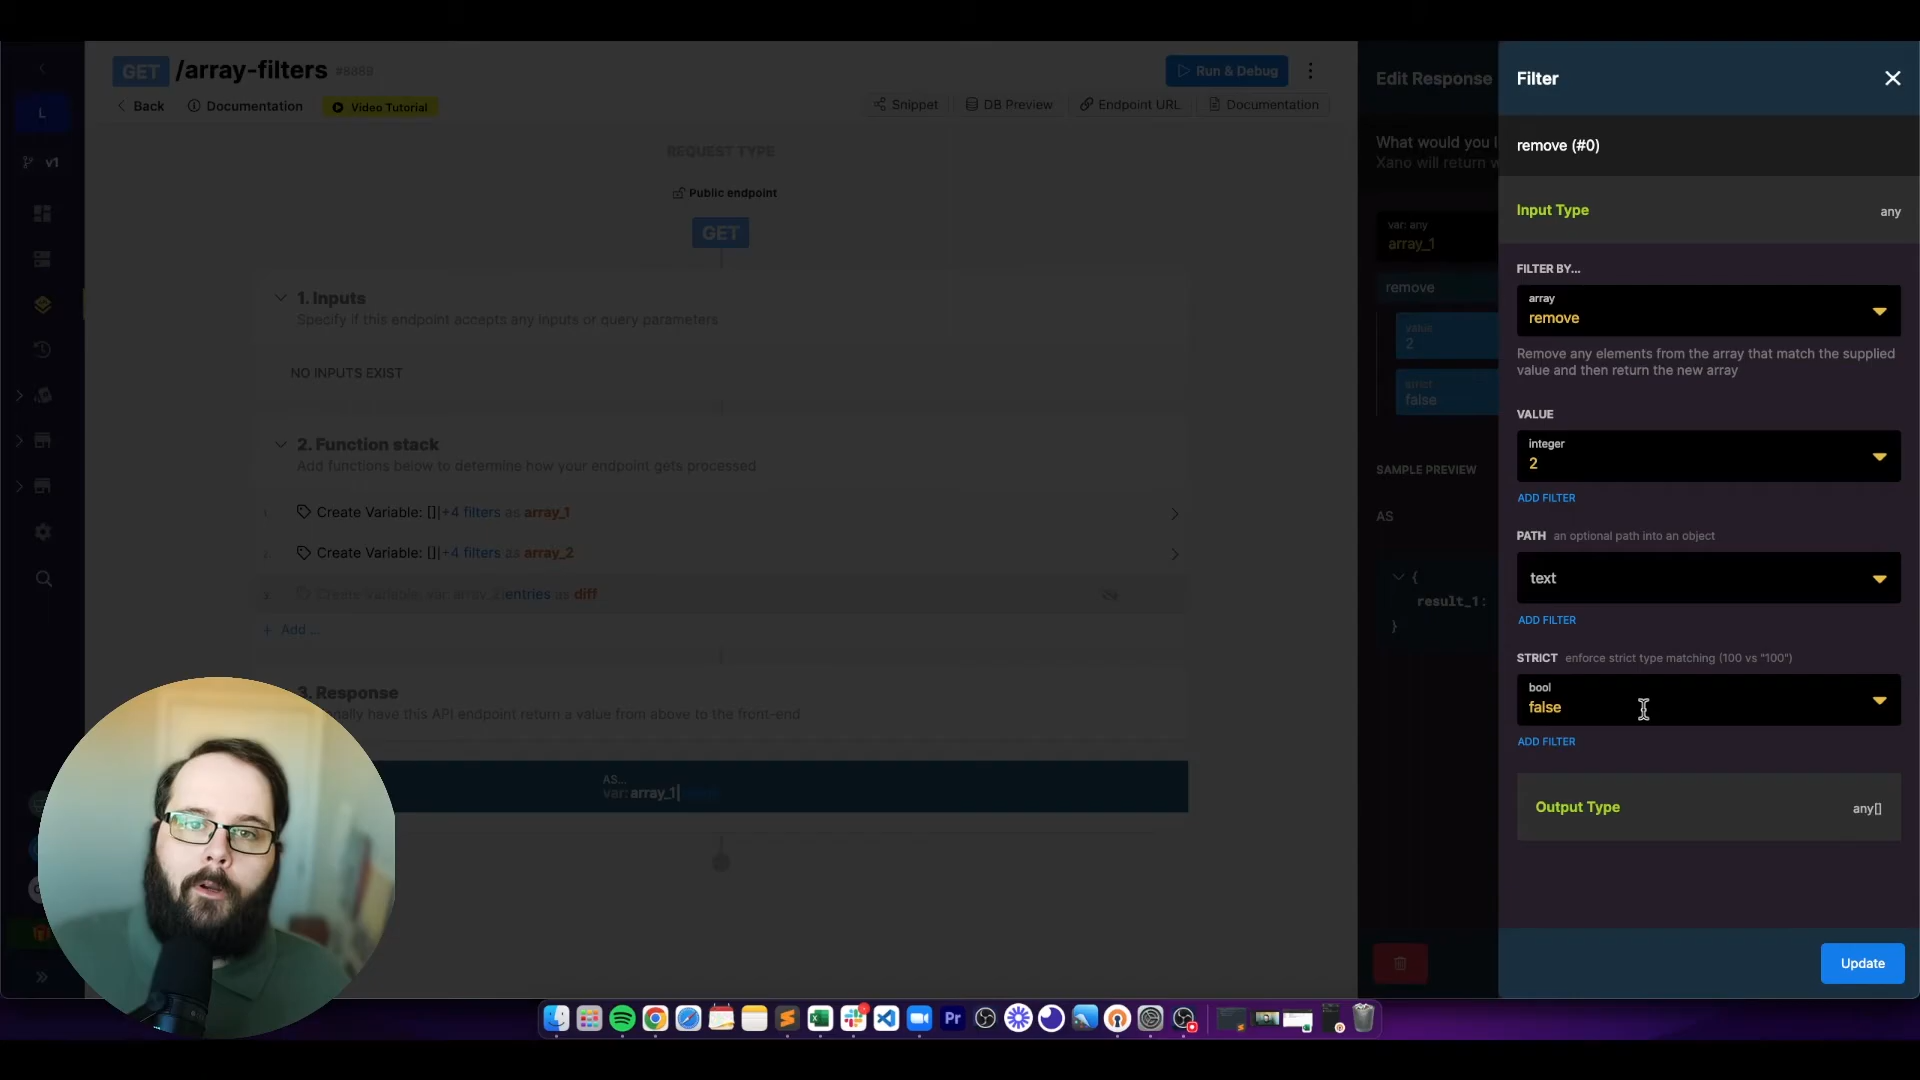 GET /array-filters #8089
Run & Debug
Back
Documentation
Video Tutorial
Snippet
DB Preview
Endpoint URL
Documentation
L
v1
REQUEST TYPE
Public endpoint
GET
1. Inputs
Specify if this endpoint accepts any inputs or query parameters
NO INPUTS EXIST
2. Function stack
Add functions below to determine how your endpoint gets processed
1. Create Variable: []|+4 filters as array_1
2. Create Variable: []|+4 filters as array_2
3. Create Variable: var: array_2|entries as diff
+ Add ...
3. Response
nally have this API endpoint return a value from above to the front-end
AS...
var: array_1|
Edit Response
What would you l
Xano will return w
var: any
array_1
remove
value
2
strict
false
SAMPLE PREVIEW
AS
{
result_1:
}
Filter
remove (#0)
Input Type
any
FILTER BY...
array
remove
Remove any elements from the array that match the supplied
value and then return the new array
VALUE
integer
2
ADD FILTER
PATH an optional path into an object
text
ADD FILTER
STRICT enforce strict type matching (100 vs "100")
bool
false
ADD FILTER
Output Type
any[]
Update
Pr